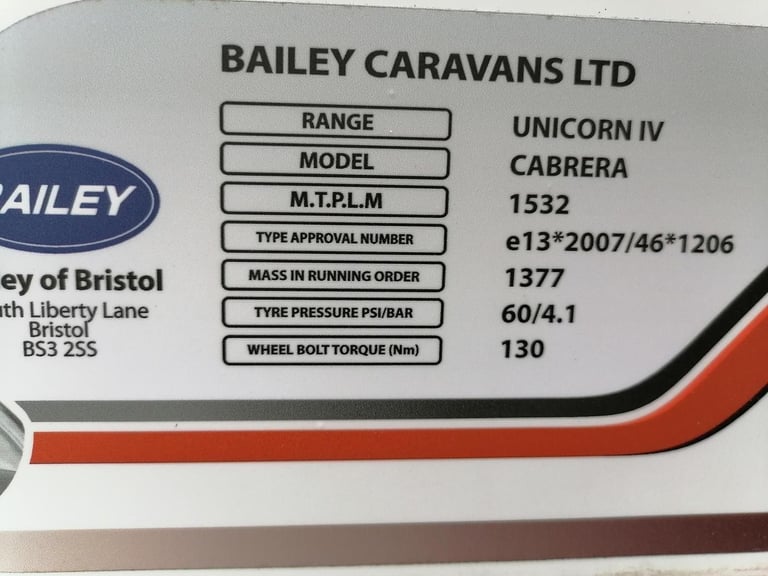 BAILEY CARAVANS LTD
RANGE UNICORN IV
MODEL CABRERA
M.T.P.L.M 1532
TYPE APPROVAL NUMBER e13*2007/46*1206
MASS IN RUNNING ORDER 1377
TYRE PRESSURE PSI/BAR 60/4.1
WHEEL BOLT TORQUE (Nm) 130
AILEY
ey of Bristol
th Liberty Lane
Bristol
BS3 2SS